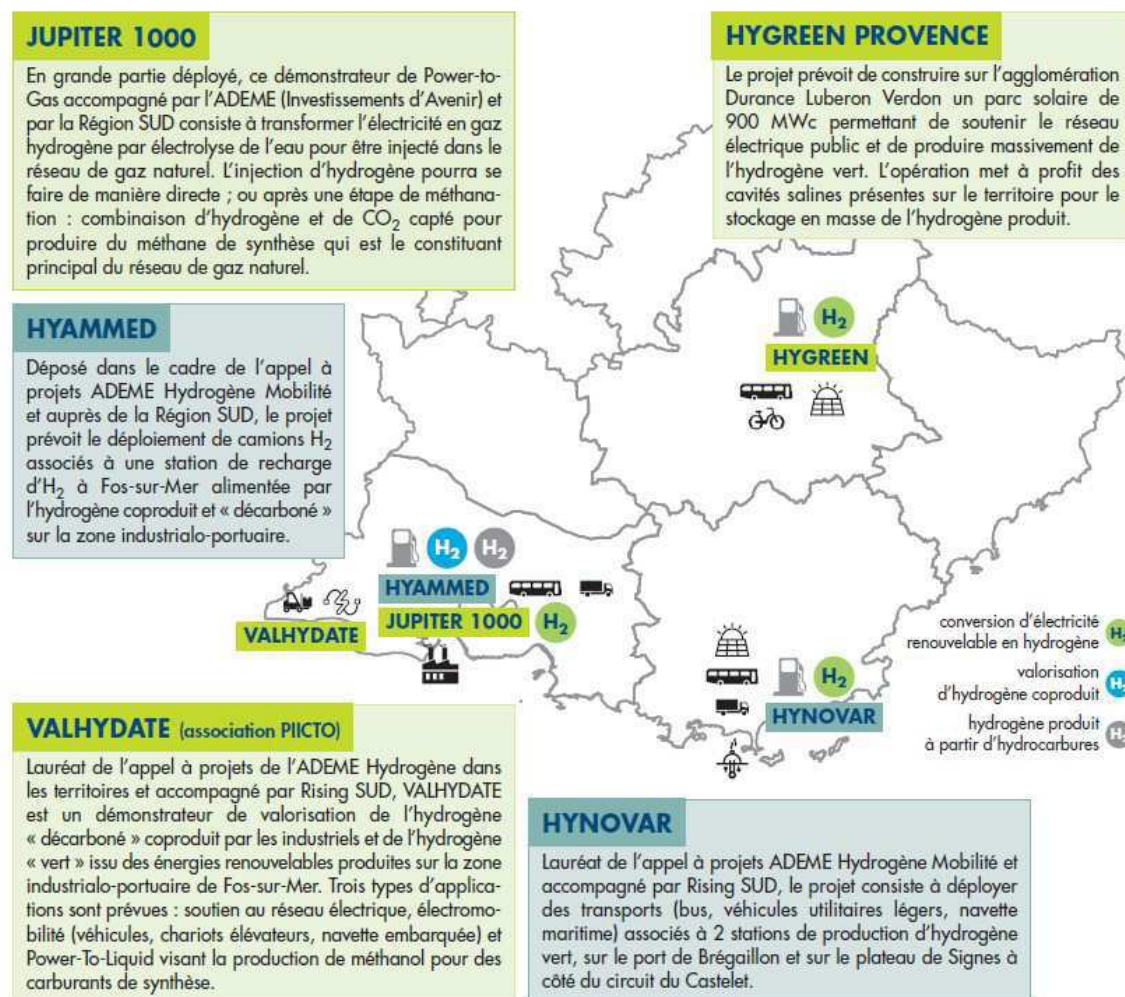 JUPITER 1000
En grande partie déployé, ce démonstrateur de Power-to-
Gas accompagné par l'ADEME (Investissements d'Avenir) et
par la Région SUD consiste à transformer l'électricité en gaz
hydrogène par électrolyse de l'eau pour être injecté dans le
réseau de gaz naturel. L'injection d'hydrogène pourra se
faire de manière directe ; ou après une étape de méthana-
tion : combinaison d'hydrogène et de CO₂ capté pour
produire du méthane de synthèse qui est le constituant
principal du réseau de gaz naturel.
HYGREEN PROVENCE
Le projet prévoit de construire sur l'agglomération
Durance Luberon Verdon un parc solaire de
900 MWc permettant de soutenir le réseau
électrique public et de produire massivement de
l'hydrogène vert. L'opération met à profit des
cavités salines présentes sur le territoire pour le
stockage en masse de l'hydrogène produit.
HYAMMED
Déposé dans le cadre de l'appel à
projets ADEME Hydrogène Mobilité
et auprès de la Région SUD, le projet
prévoit le déploiement de camions H₂
associés à une station de recharge
d'H₂ à Fos-sur-Mer alimentée par
l'hydrogène coproduit et « décarboné »
sur la zone industrialo-portuaire.
H₂
HYGREEN
H₂ H₂
HYAMMED
JUPITER 1000 H₂
VALHYDATE
H₂
HYNOVAR
conversion d'électricité
renouvelable en hydrogène H₂
valorisation
d'hydrogène coproduit H₂
hydrogène produit
à partir d'hydrocarbures H₂
VALHYDATE (association PIICTO)
Lauréat de l'appel à projets de l'ADEME Hydrogène dans
les territoires et accompagné par Rising SUD, VALHYDATE
est un démonstrateur de valorisation de l'hydrogène
« décarboné » coproduit par les industriels et de l'hydrogène
« vert » issu des énergies renouvelables produites sur la zone
industrialo-portuaire de Fos-sur-Mer. Trois types d'applica-
tions sont prévues : soutien au réseau électrique, électromo-
bilité (véhicules, chariots élévateurs, navette embarquée) et
Power-To-Liquid visant la production de méthanol pour des
carburants de synthèse.
HYNOVAR
Lauréat de l'appel à projets ADEME Hydrogène Mobilité et
accompagné par Rising SUD, le projet consiste à déployer
des transports (bus, véhicules utilitaires légers, navette
maritime) associés à 2 stations de production d'hydrogène
vert, sur le port de Brégaillon et sur le plateau de Signes à
côté du circuit du Castelet.